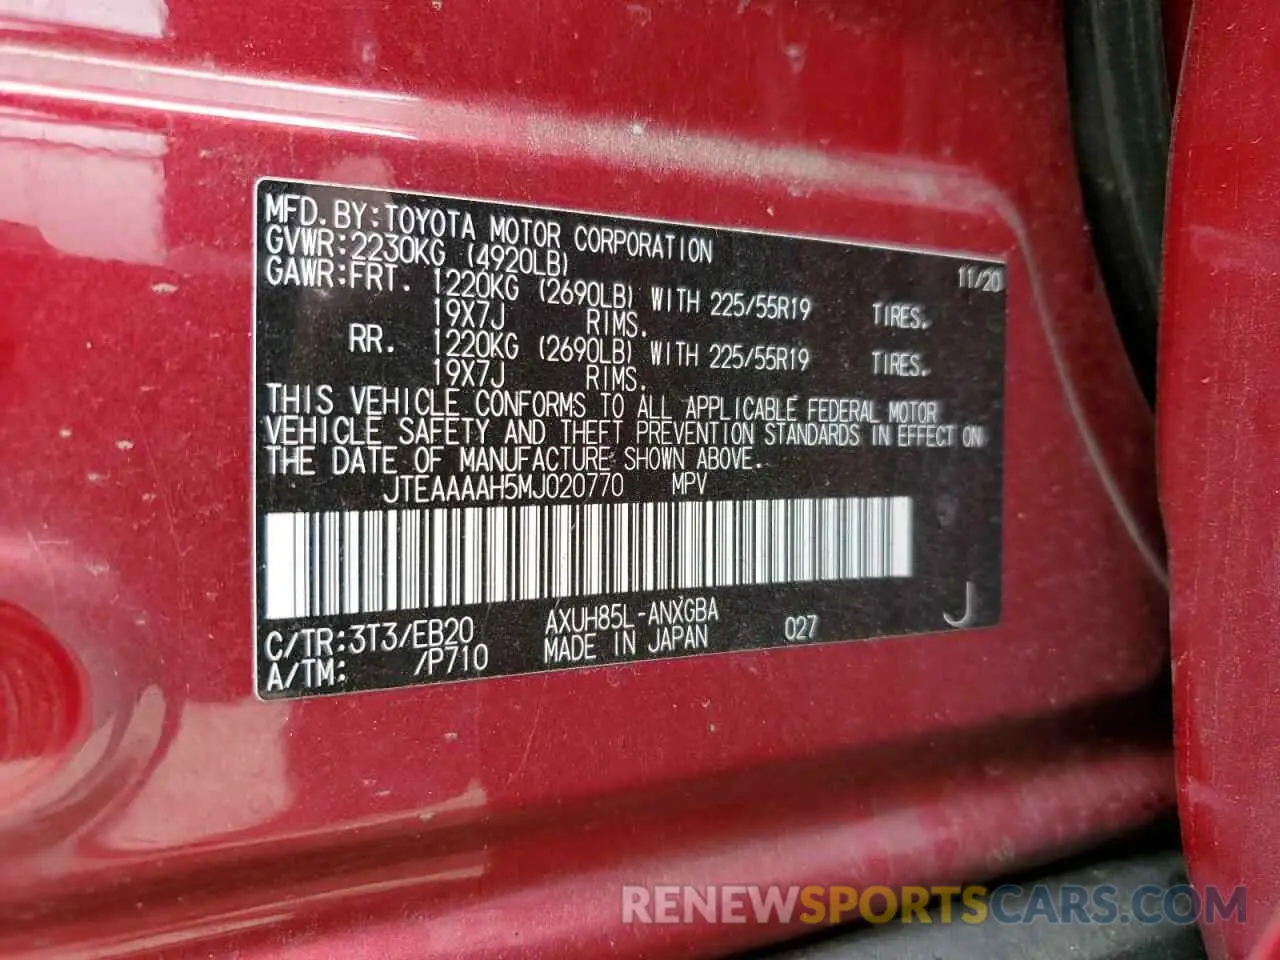 MFD.BY:TOYOTA MOTOR CORPORATION 11/20
GVWR:2230KG (4920LB)
GAWR:FRT. 1220KG (2690LB) WITH 225/55R19 TIRES.
19X7J RIMS.
RR. 1220KG (2690LB) WITH 225/55R19 TIRES.
19X7J RIMS.
THIS VEHICLE CONFORMS TO ALL APPLICABLE FEDERAL MOTOR
VEHICLE SAFETY AND THEFT PREVENTION STANDARDS IN EFFECT ON
THE DATE OF MANUFACTURE SHOWN ABOVE.
JTEAAAAH5MJ020770 MPV
C/TR:3T3/EB20 AXUH85L-ANXGBA 027 J
A/TM: /P710 MADE IN JAPAN
RENEWSPORTSCARS.COM